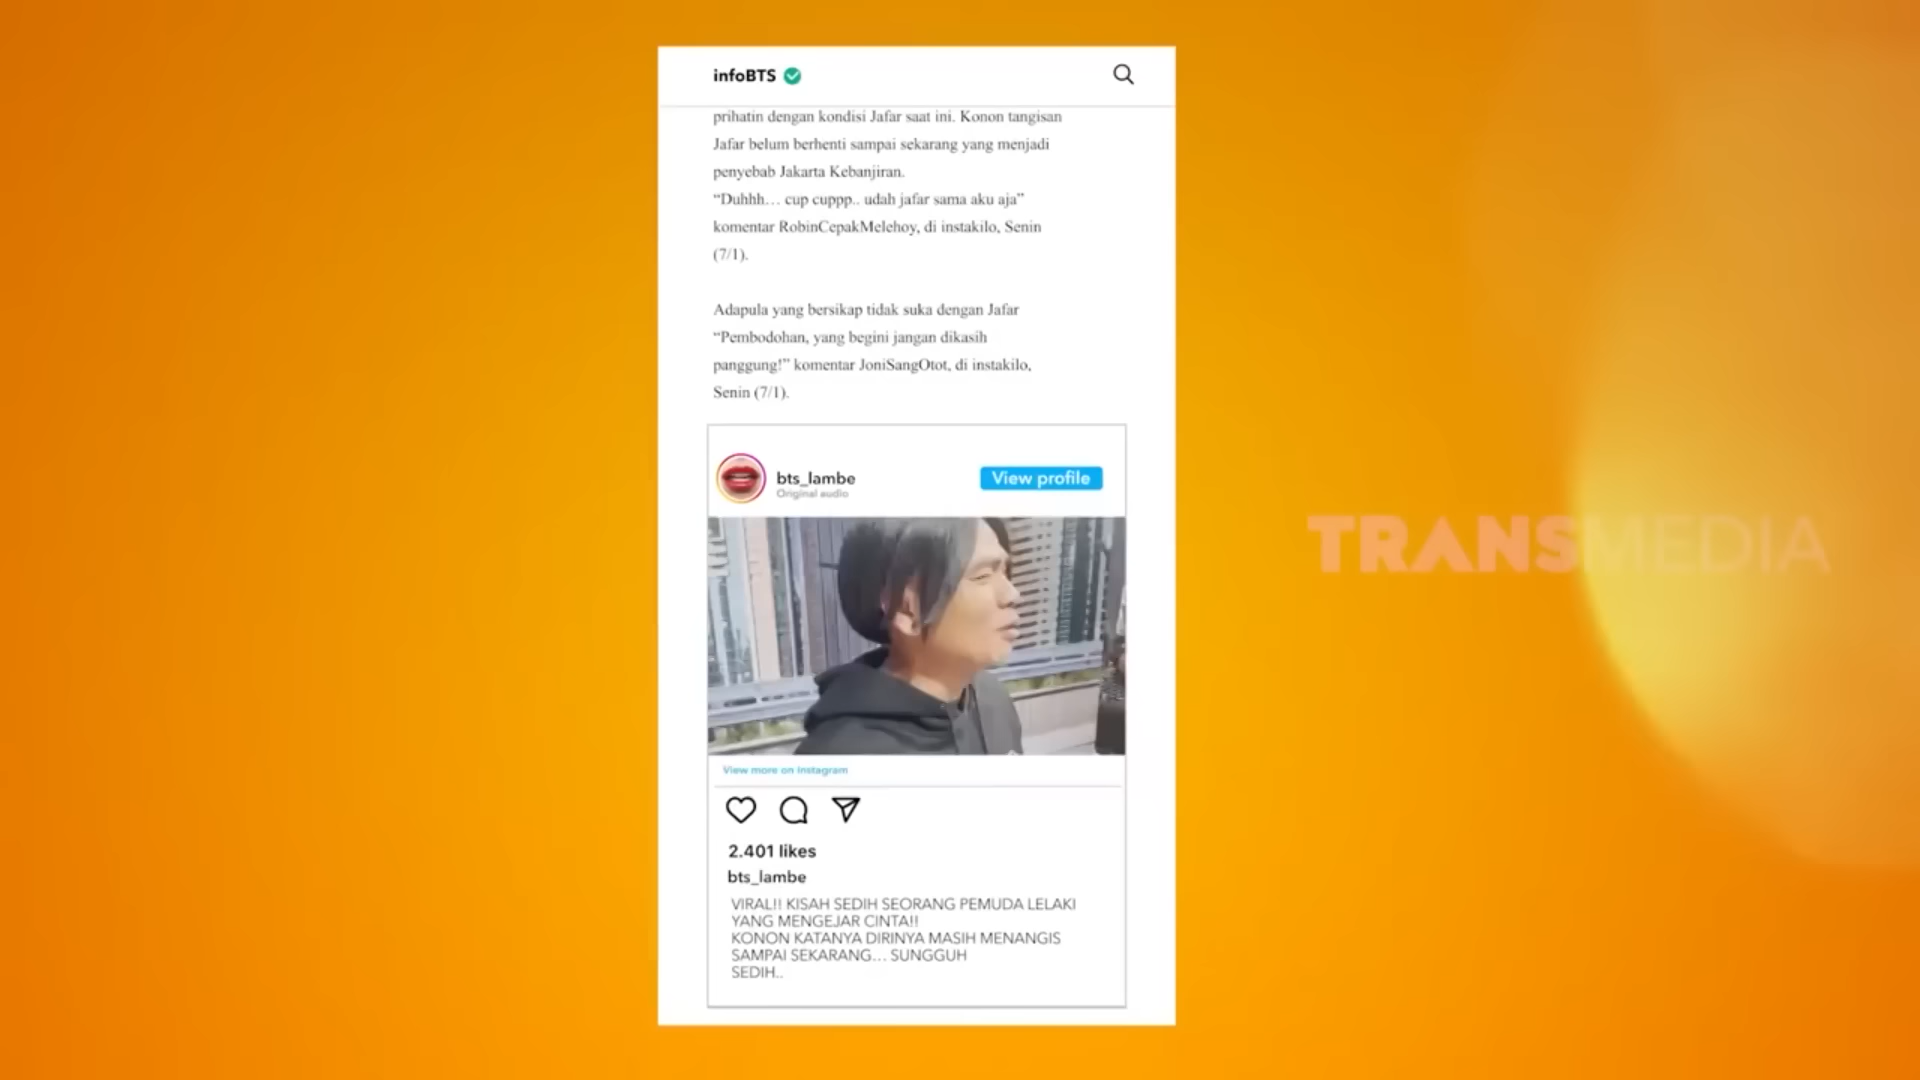 infoBTS
prihatin dengan kondisi Jafar saat ini. Konon tangisan
Jafar belum berhenti sampai sekarang yang menjadi
penyebab Jakarta Kebanjiran.
“Duhhh… cup cuppp.. udah jafar sama aku aja”
komentar RobinCepakMelehoy, di instakilo, Senin
(7/1).
Adapula yang bersikap tidak suka dengan Jafar
“Pembodohan, yang begini jangan dikasih
panggung!” komentar JoniSangOtot, di instakilo,
Senin (7/1).
bts_lambe
Original audio
View profile
TRANSMEDIA
View more on Instagram
2.401 likes
bts_lambe
VIRAL!! KISAH SEDIH SEORANG PEMUDA LELAKI
YANG MENGEJAR CINTA!!
KONON KATANYA DIRINYA MASIH MENANGIS
SAMPAI SEKARANG... SUNGGUH
SEDIH..